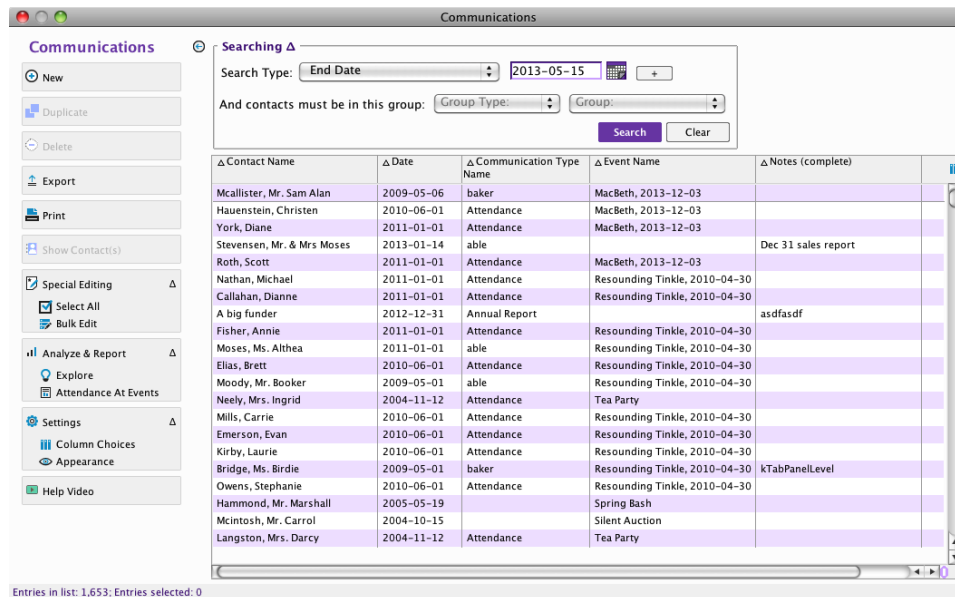 Communications
Communications
New
Duplicate
Delete
Export
Print
Show Contact(s)
Special Editing Δ
Select All
Bulk Edit
Analyze & Report Δ
Explore
Attendance At Events
Settings Δ
Column Choices
Appearance
Help Video
Searching Δ
Search Type: End Date 2013-05-15 +
And contacts must be in this group: Group Type: Group:
Search Clear
Δ Contact Name Δ Date Δ Communication Type Name Δ Event Name Δ Notes (complete)
Mcallister, Mr. Sam Alan 2009-05-06 baker MacBeth, 2013-12-03
Hauenstein, Christen 2010-06-01 Attendance MacBeth, 2013-12-03
York, Diane 2011-01-01 Attendance MacBeth, 2013-12-03
Stevensen, Mr. & Mrs Moses 2013-01-14 able Dec 31 sales report
Roth, Scott 2011-01-01 Attendance MacBeth, 2013-12-03
Nathan, Michael 2011-01-01 Attendance Resounding Tinkle, 2010-04-30
Callahan, Dianne 2011-01-01 Attendance Resounding Tinkle, 2010-04-30
A big funder 2012-12-31 Annual Report asdfasdf
Fisher, Annie 2011-01-01 Attendance Resounding Tinkle, 2010-04-30
Moses, Ms. Althea 2011-01-01 able Resounding Tinkle, 2010-04-30
Elias, Brett 2010-06-01 Attendance Resounding Tinkle, 2010-04-30
Moody, Mr. Booker 2009-05-01 able Resounding Tinkle, 2010-04-30
Neely, Mrs. Ingrid 2004-11-12 Attendance Tea Party
Mills, Carrie 2010-06-01 Attendance Resounding Tinkle, 2010-04-30
Emerson, Evan 2010-06-01 Attendance Resounding Tinkle, 2010-04-30
Kirby, Laurie 2010-06-01 Attendance Resounding Tinkle, 2010-04-30
Bridge, Ms. Birdie 2009-05-01 baker Resounding Tinkle, 2010-04-30 kTabPanelLevel
Owens, Stephanie 2010-06-01 Attendance Resounding Tinkle, 2010-04-30
Hammond, Mr. Marshall 2005-05-19 Spring Bash
Mcintosh, Mr. Carrol 2004-10-15 Silent Auction
Langston, Mrs. Darcy 2004-11-12 Attendance Tea Party
Entries in list: 1,653; Entries selected: 0